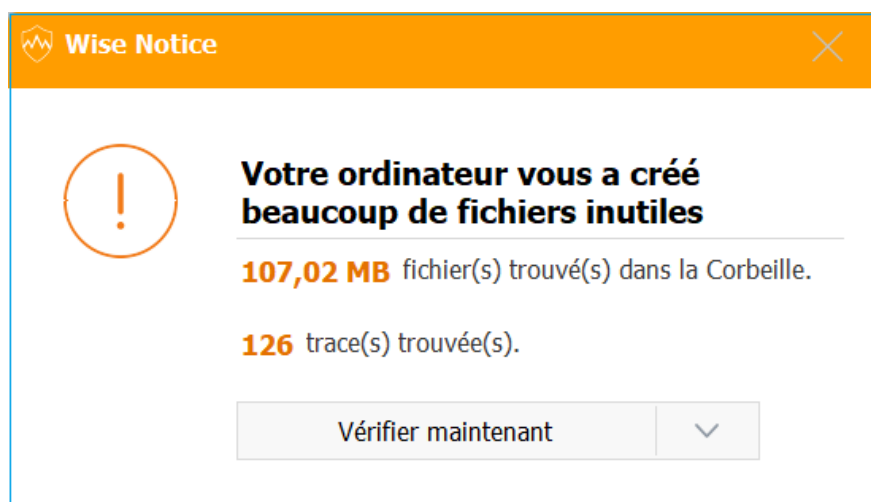 Wise Notice
Votre ordinateur vous a créé
beaucoup de fichiers inutiles
107,02 MB fichier(s) trouvé(s) dans la Corbeille.
126 trace(s) trouvée(s).
Vérifier maintenant